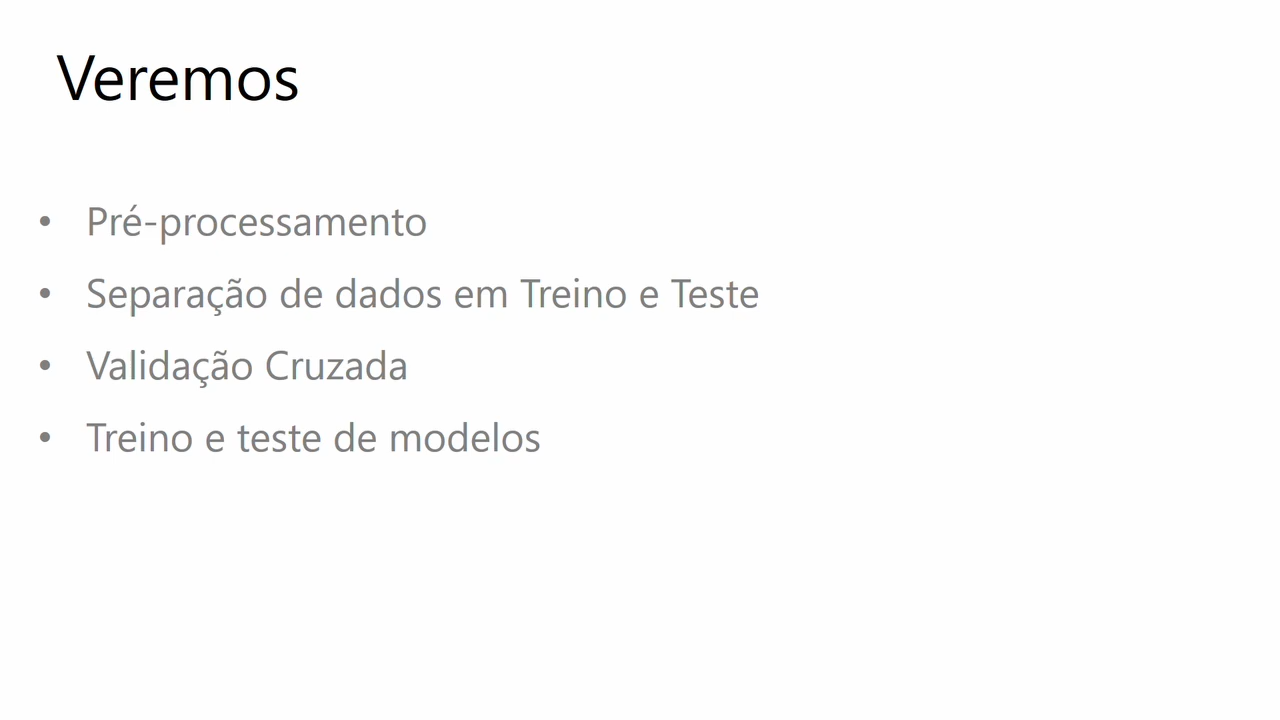 Veremos
• Pré-processamento
• Separação de dados em Treino e Teste
• Validação Cruzada
• Treino e teste de modelos